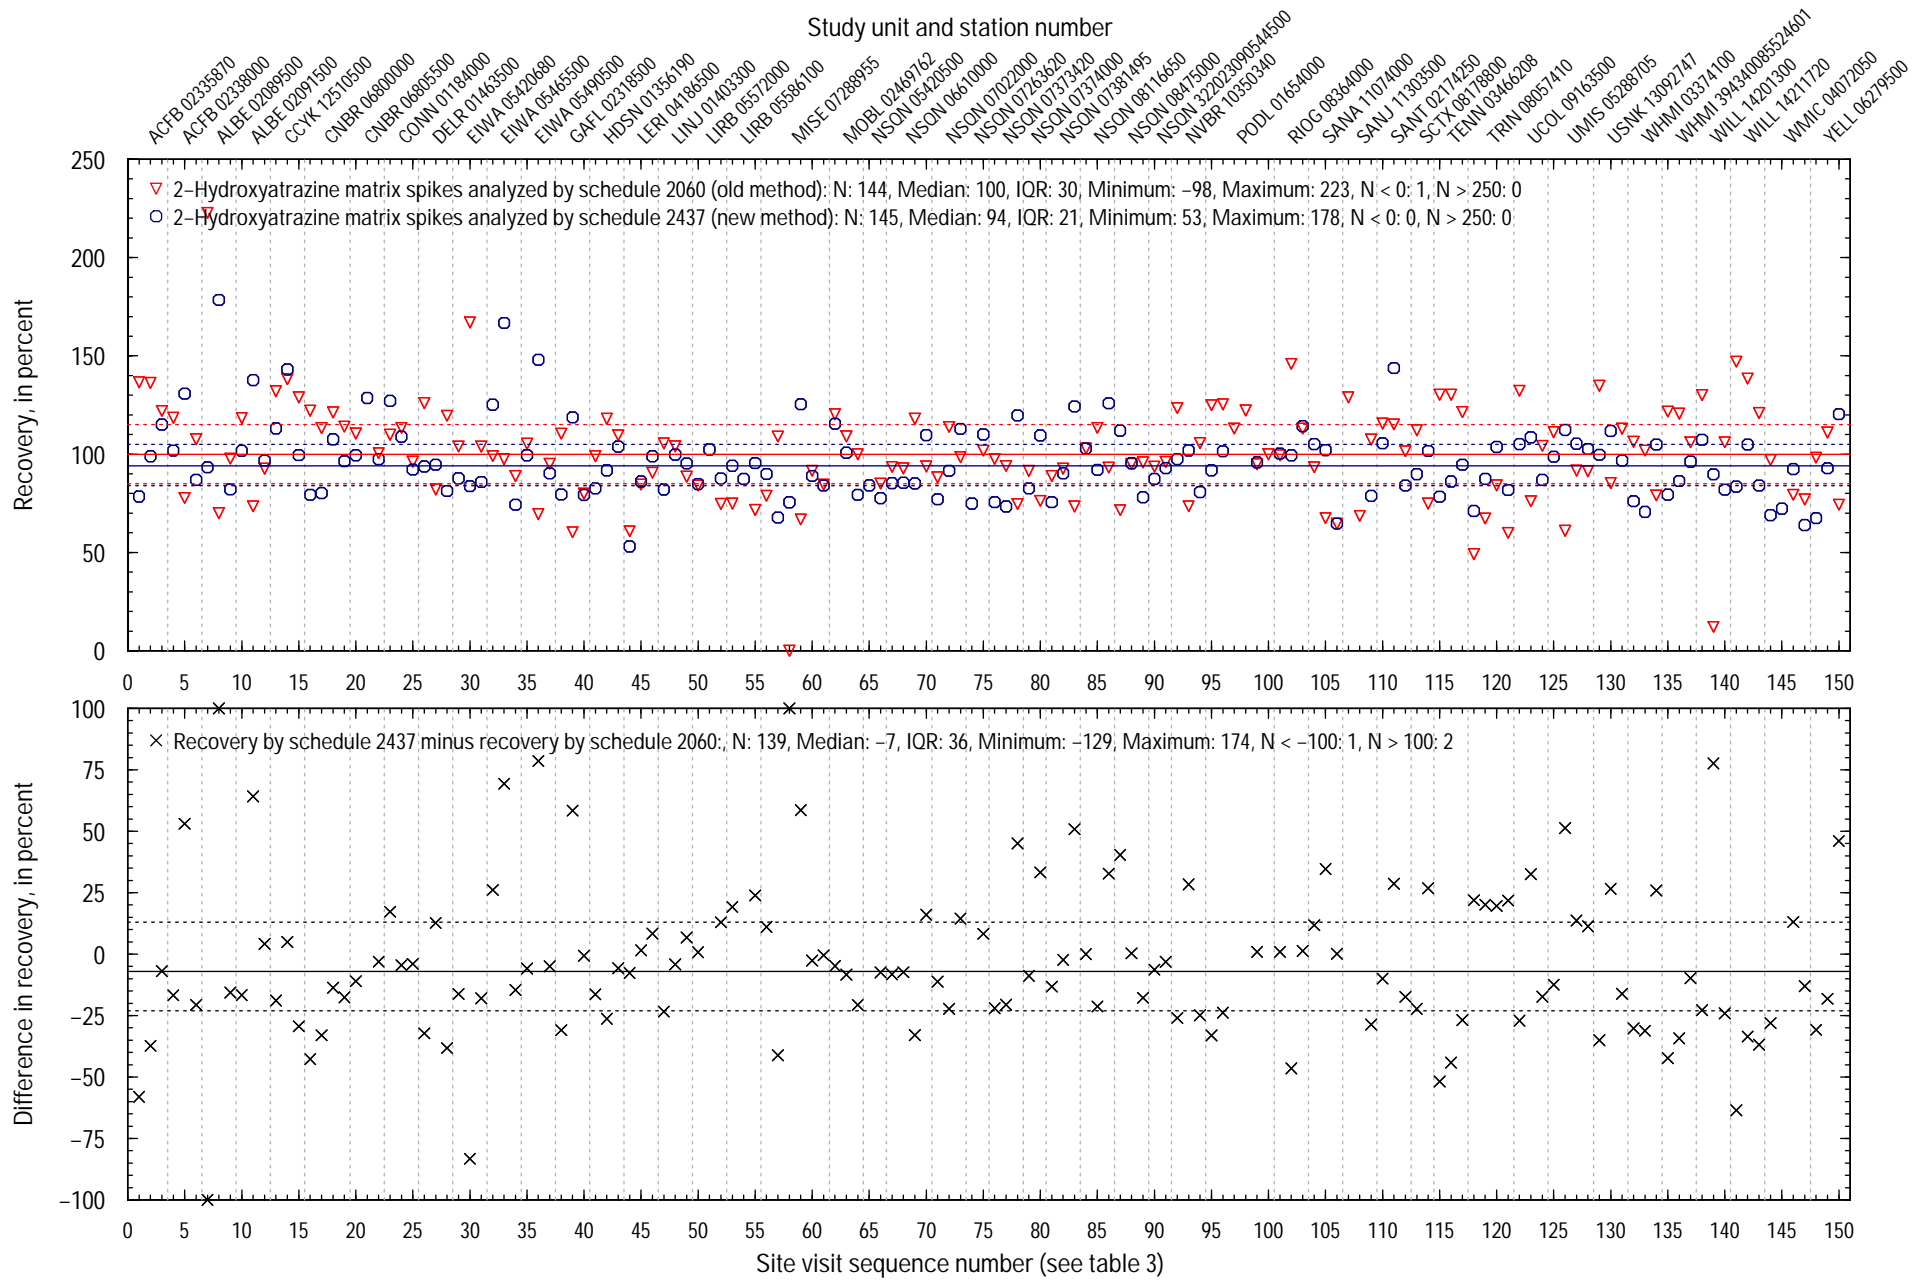 Study unit and station number
ACFB 02335870
ACFB 02338000
ALBE 02089500
ALBE 02091500
CCYK 12510500
CNBR 06800000
CNBR 06805500
CONN 01184000
DELR 01463500
EIWA 05420680
EIWA 05465500
EIWA 05490500
GAFL 02318500
HDSN 01356190
LERI 04186500
LINJ 01403300
LIRB 05572000
LIRB 05586100
MISE 07288955
MOBL 02469762
NSON 05420500
NSON 06610000
NSON 07022000
NSON 07263620
NSON 07373420
NSON 07374000
NSON 07381495
NSON 08116650
NSON 08475000
NSON 322023090544500
NVBR 10350340
PODL 01654000
RIOG 08364000
SANA 11074000
SANJ 11303500
SANT 02174250
SCTX 08178800
TENN 03466208
TRIN 08057410
UCOL 09163500
UMIS 05288705
USNK 13092747
WHMI 03374100
WHMI 394340085524601
WILL 14201300
WILL 14211720
WMIC 04072050
YELL 06279500
Recovery, in percent
250
200
150
100
50
0
2−Hydroxyatrazine matrix spikes analyzed by schedule 2060 (old method): N: 144, Median: 100, IQR: 30, Minimum: −98, Maximum: 223, N < 0: 1, N > 250: 0
2−Hydroxyatrazine matrix spikes analyzed by schedule 2437 (new method): N: 145, Median: 94, IQR: 21, Minimum: 53, Maximum: 178, N < 0: 0, N > 250: 0
0 5 10 15 20 25 30 35 40 45 50 55 60 65 70 75 80 85 90 95 100 105 110 115 120 125 130 135 140 145 150
Difference in recovery, in percent
100
75
50
25
0
−25
−50
−75
−100
Recovery by schedule 2437 minus recovery by schedule 2060:, N: 139, Median: −7, IQR: 36, Minimum: −129, Maximum: 174, N < −100: 1, N > 100: 2
0 5 10 15 20 25 30 35 40 45 50 55 60 65 70 75 80 85 90 95 100 105 110 115 120 125 130 135 140 145 150
Site visit sequence number (see table 3)